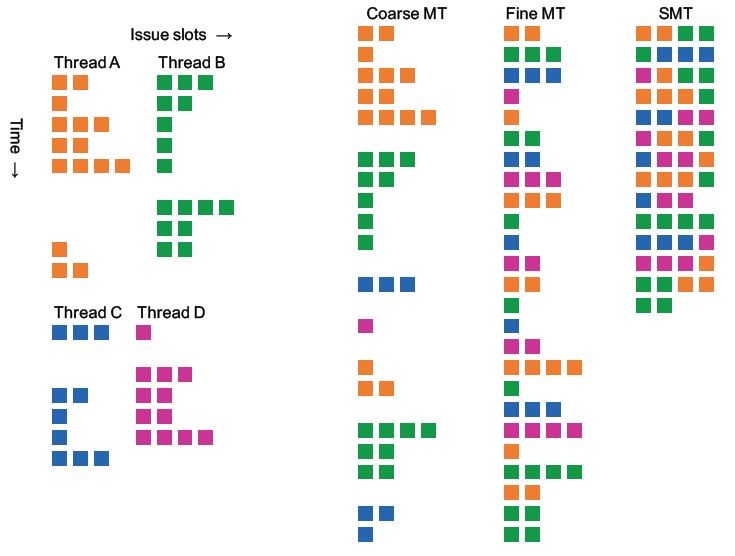 Coarse MT Fine MT SMT
Issue slots →
Thread A Thread B
Time →
Thread C Thread D